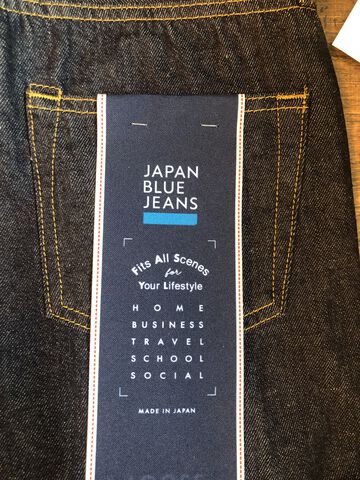 JAPAN
BLUE
JEANS
Fits All Scenes
for
Your Lifestyle
HOME
BUSINESS
TRAVEL
SCHOOL
SOCIAL
MADE IN JAPAN